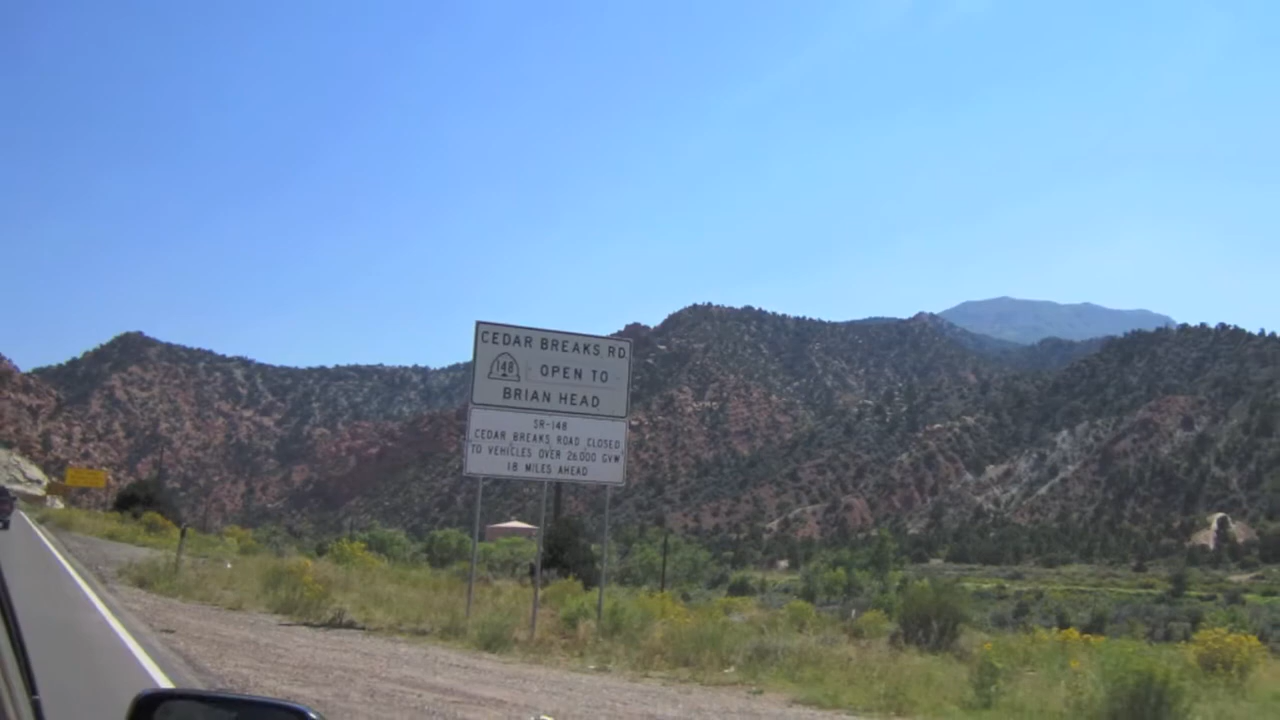 CEDAR BREAKS RD
148 OPEN TO
BRIAN HEAD
SR-148
CEDAR BREAKS ROAD CLOSED
TO VEHICLES OVER 26,000 GVW
18 MILES AHEAD